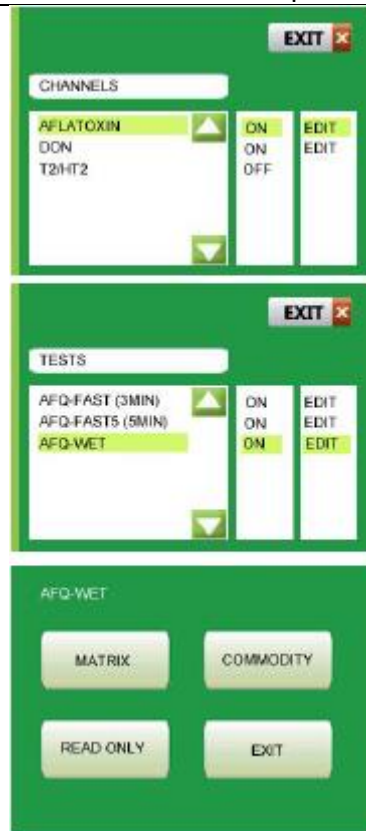 EXIT ×
CHANNELS
AFLATOXIN ON EDIT
DON ON EDIT
T2/HT2 OFF
EXIT ×
TESTS
AFQ-FAST (3MIN) ON EDIT
AFQ-FAST5 (5MIN) ON EDIT
AFQ-WET ON EDIT
AFQ-WET
MATRIX COMMODITY
READ ONLY EXIT